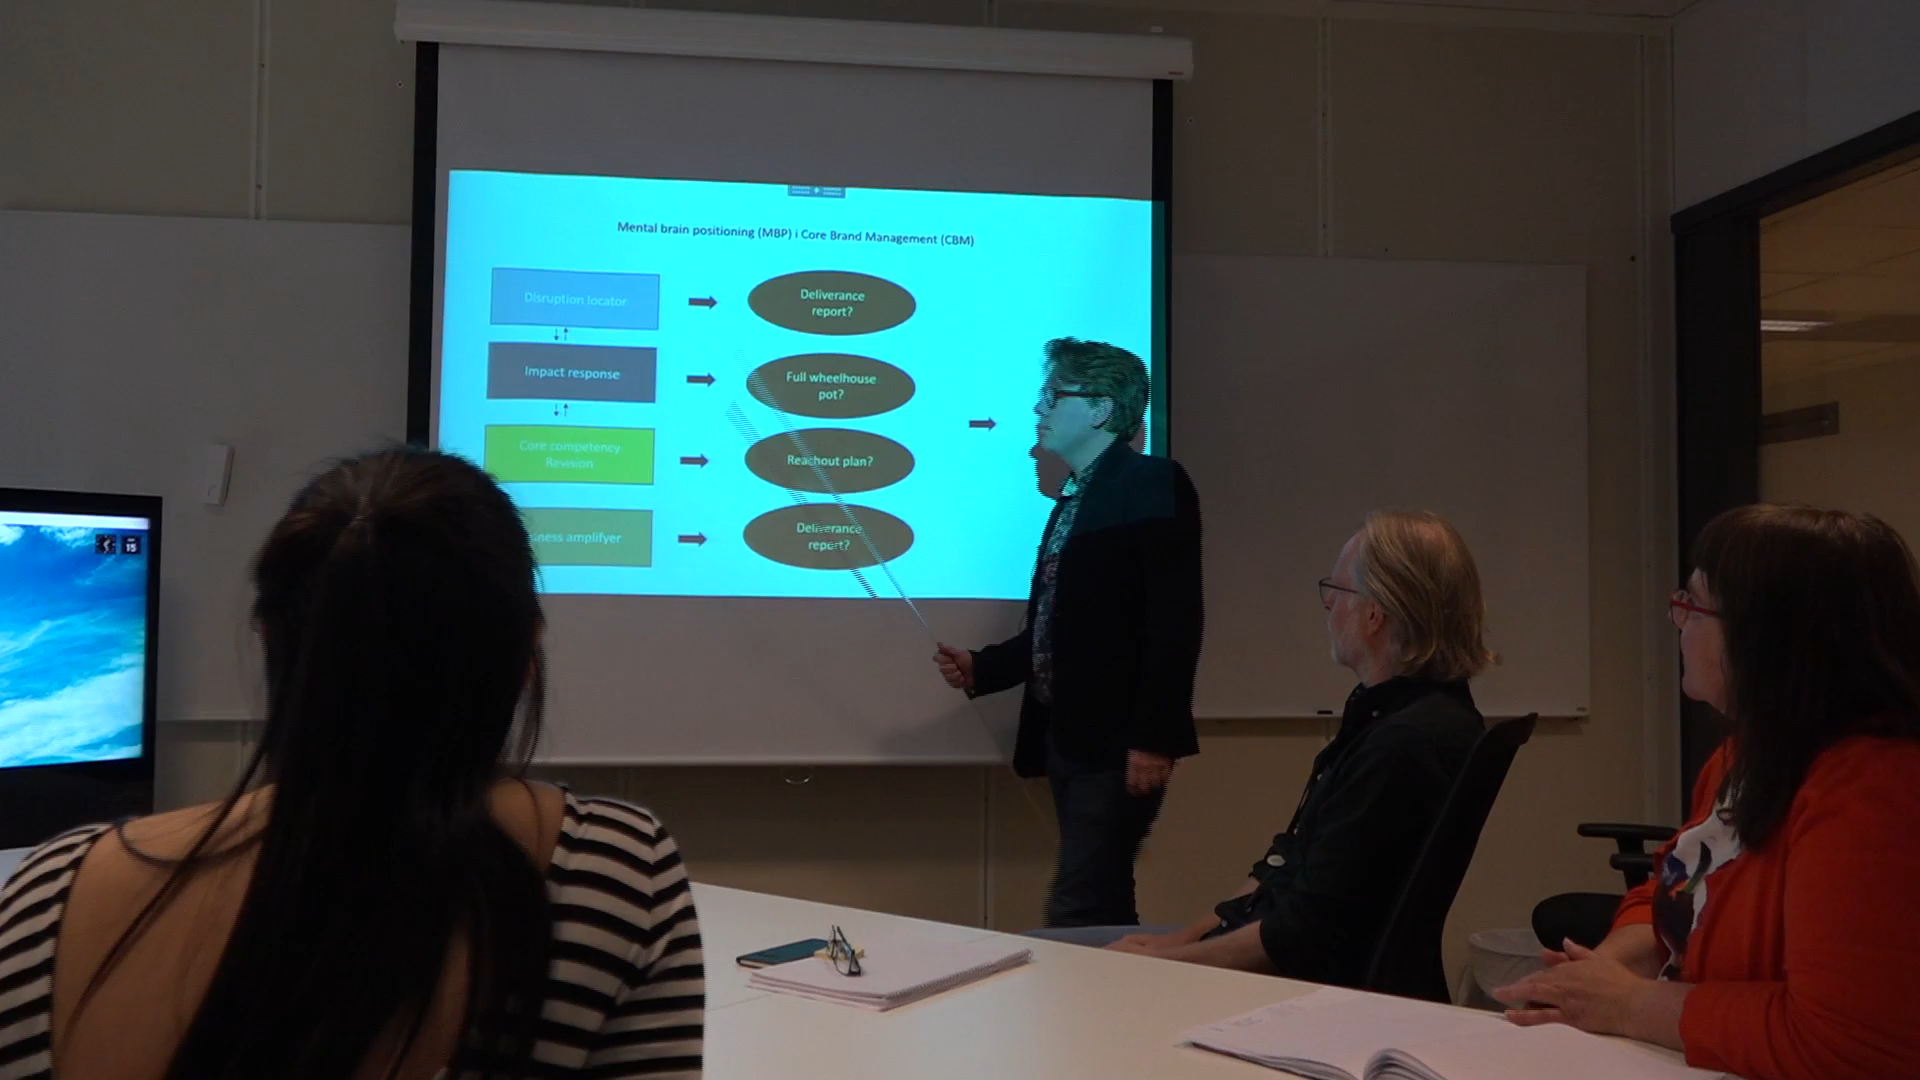 Mental brain positioning (MBP) i Core Brand Management (CBM)
Disruption locator
Deliverance
report?
Impact response
Full wheelhouse
pot?
Core competency
Revision
Reachout plan?
amplifyer
Deliverance
report?
15